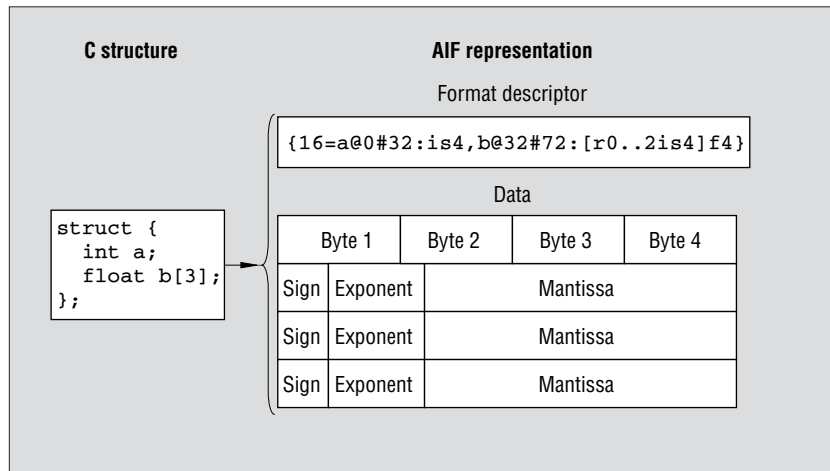 C structure
AIF representation
Format descriptor
{16=a@0#32:is4,b@32#72:[r0..2is4]f4}
Data
struct {
int a;
float b[3];
};
Byte 1 Byte 2 Byte 3 Byte 4
Sign Exponent Mantissa
Sign Exponent Mantissa
Sign Exponent Mantissa